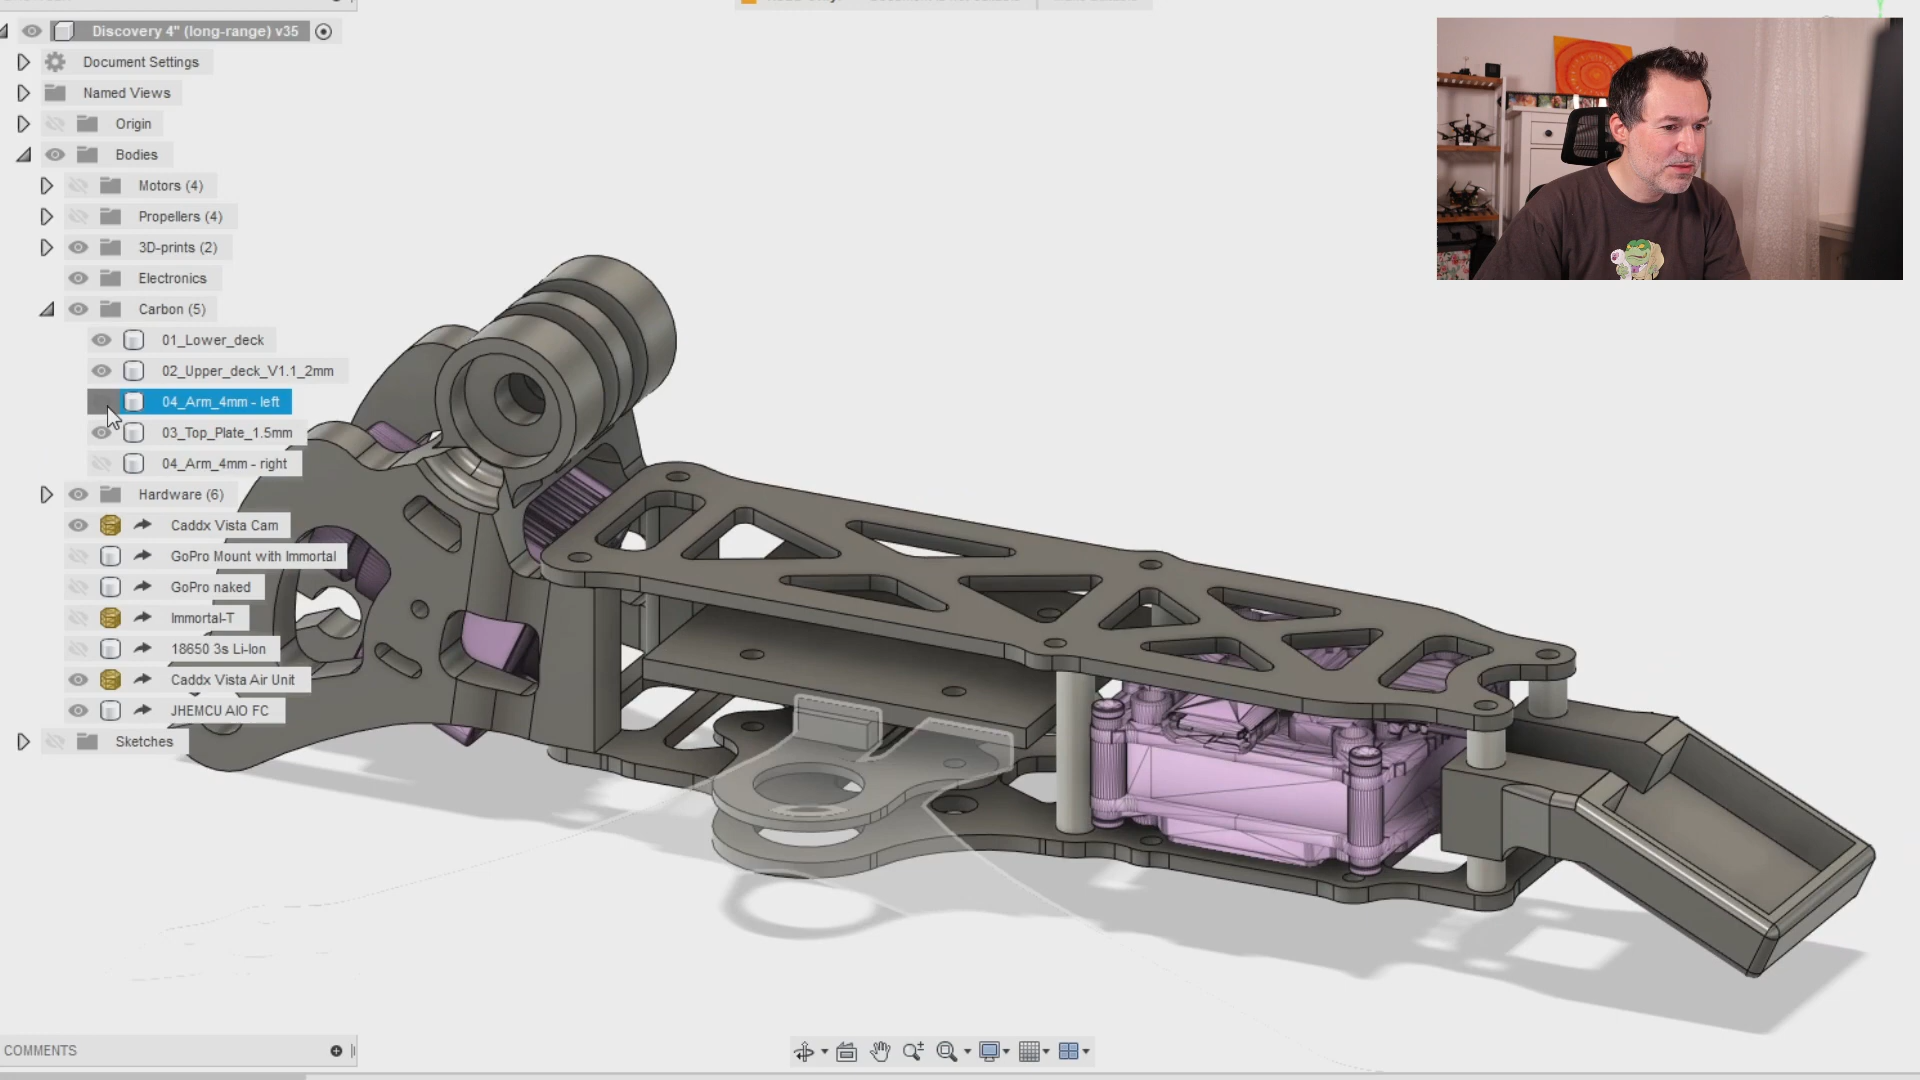 Discovery 4" (long-range) v35
Document Settings
Named Views
Origin
Bodies
Motors (4)
Propellers (4)
3D-prints (2)
Electronics
Carbon (5)
01_Lower_deck
02_Upper_deck_V1.1_2mm
04_Arm_4mm - left
03_Top_Plate_1.5mm
04_Arm_4mm - right
Hardware (6)
Caddx Vista Cam
GoPro Mount with Immortal
GoPro naked
Immortal-T
18650 3s Li-Ion
Caddx Vista Air Unit
JHEMCU AIO FC
Sketches
COMMENTS